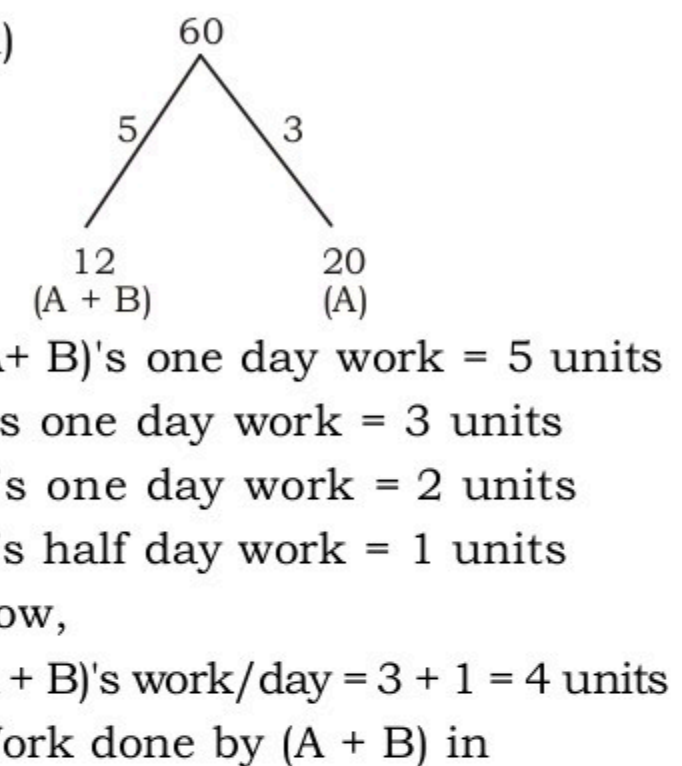 )
60
5 3
12 20
(A + B) (A)
+ B)'s one day work = 5 units
s one day work = 3 units
's one day work = 2 units
's half day work = 1 units
ow,
+ B)'s work/day = 3 + 1 = 4 units
ork done by (A + B) in